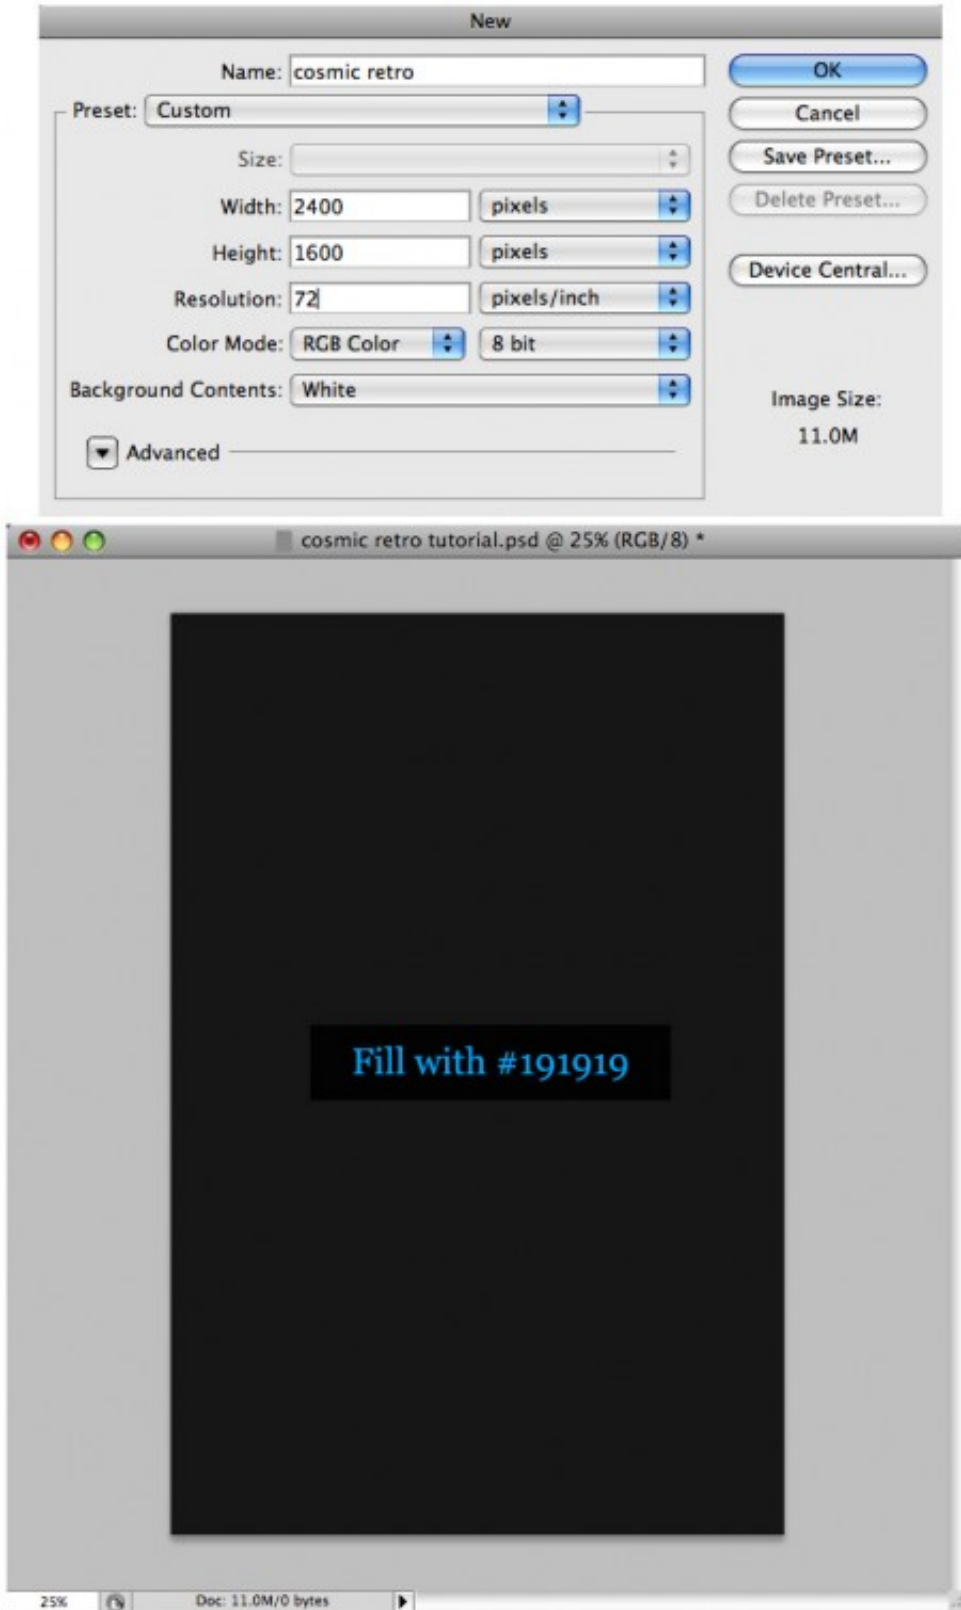 New
Name: cosmic retro
OK
Preset: Custom
Cancel
Size:
Save Preset...
Width: 2400 pixels
Delete Preset...
Height: 1600 pixels
Device Central...
Resolution: 72 pixels/inch
Color Mode: RGB Color 8 bit
Background Contents: White
Image Size:
11.0M
Advanced
cosmic retro tutorial.psd @ 25% (RGB/8) *
Fill with #191919
25% Doc: 11.0M/0 bytes